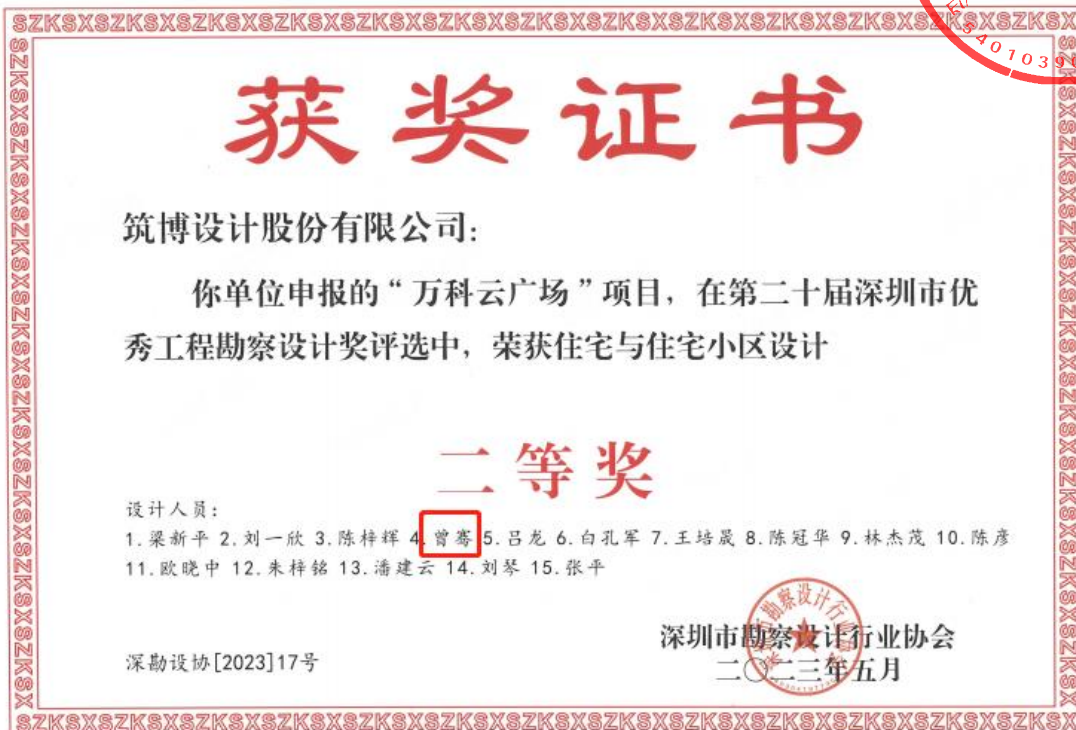 获奖证书
筑博设计股份有限公司:
你单位申报的“万科云广场”项目，在第二十届深圳市优
秀工程勘察设计奖评选中，荣获住宅与住宅小区设计
二等奖
设计人员:
1.梁新平 2.刘一欣 3.陈梓辉 4.曾骞 5.吕龙 6.白孔军 7.王培晟 8.陈冠华 9.林杰茂 10.陈彦
11.欧晓中 12.朱梓铭 13.潘建云 14.刘琴 15.张平
深圳市勘察设计行业协会
二〇二三年五月
深勘设协[2023]17号